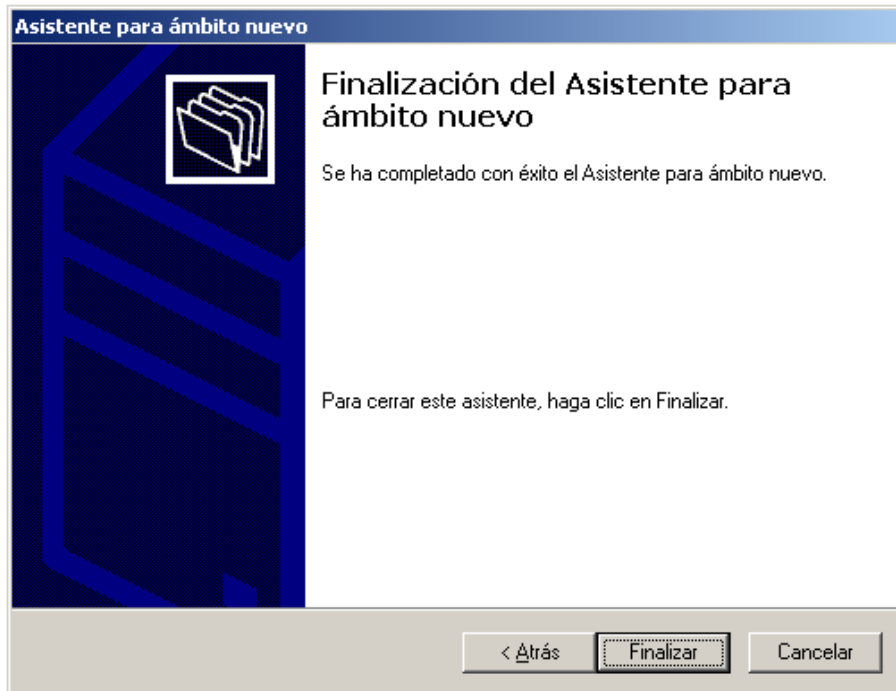 Asistente para ámbito nuevo
Finalización del Asistente para
ámbito nuevo
Se ha completado con éxito el Asistente para ámbito nuevo.
Para cerrar este asistente, haga clic en Finalizar.
< Atrás
Finalizar
Cancelar